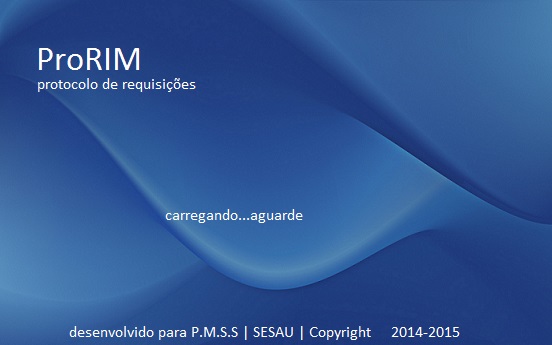 ProRIM
protocolo de requisições
carregando...aguarde
desenvolvido para P.M.S.S | SESAU | Copyright 2014-2015